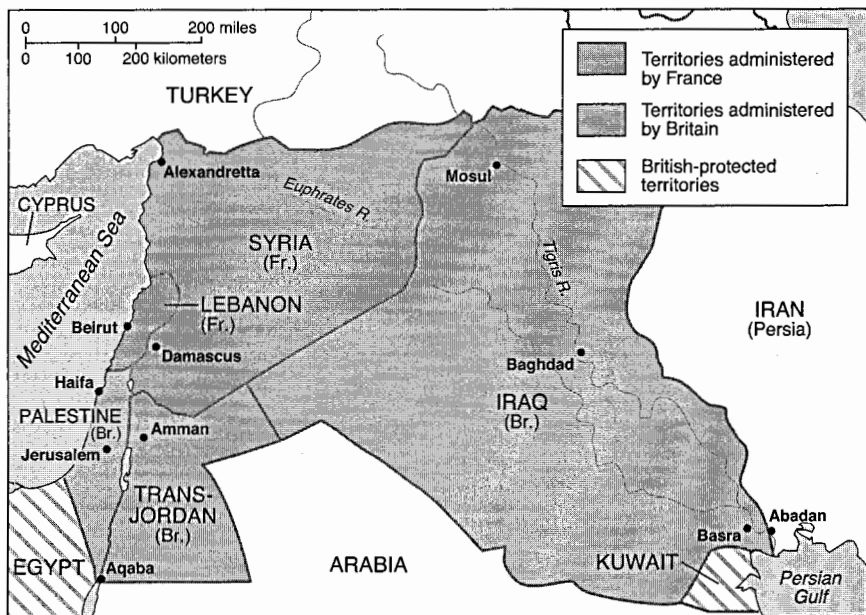 0 100 200 miles
0 100 200 kilometers
TURKEY
Territories administered
by France
Territories administered
by Britain
British-protected
territories
Alexandretta
Mosul
Euphrates R.
CYPRUS
Mediterranean Sea
SYRIA
(Fr.)
Tigris R.
LEBANON
(Fr.)
IRAN
(Persia)
Beirut
Damascus
Baghdad
Haifa
IRAQ
(Br.)
PALESTINE
(Br.)
Amman
Jerusalem
TRANS-
JORDAN
(Br.)
Abadan
Basra
EGYPT
Aqaba
ARABIA
KUWAIT
Persian
Gulf